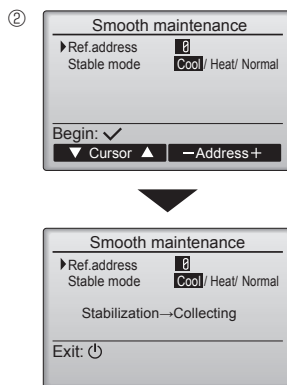 ②
Smooth maintenance
▶Ref.address 0
Stable mode Cool / Heat/ Normal
Begin: ✓
▼ Cursor ▲ −Address+
Smooth maintenance
▶Ref.address 0
Stable mode Cool / Heat/ Normal
Stabilization→Collecting
Exit: ⏻